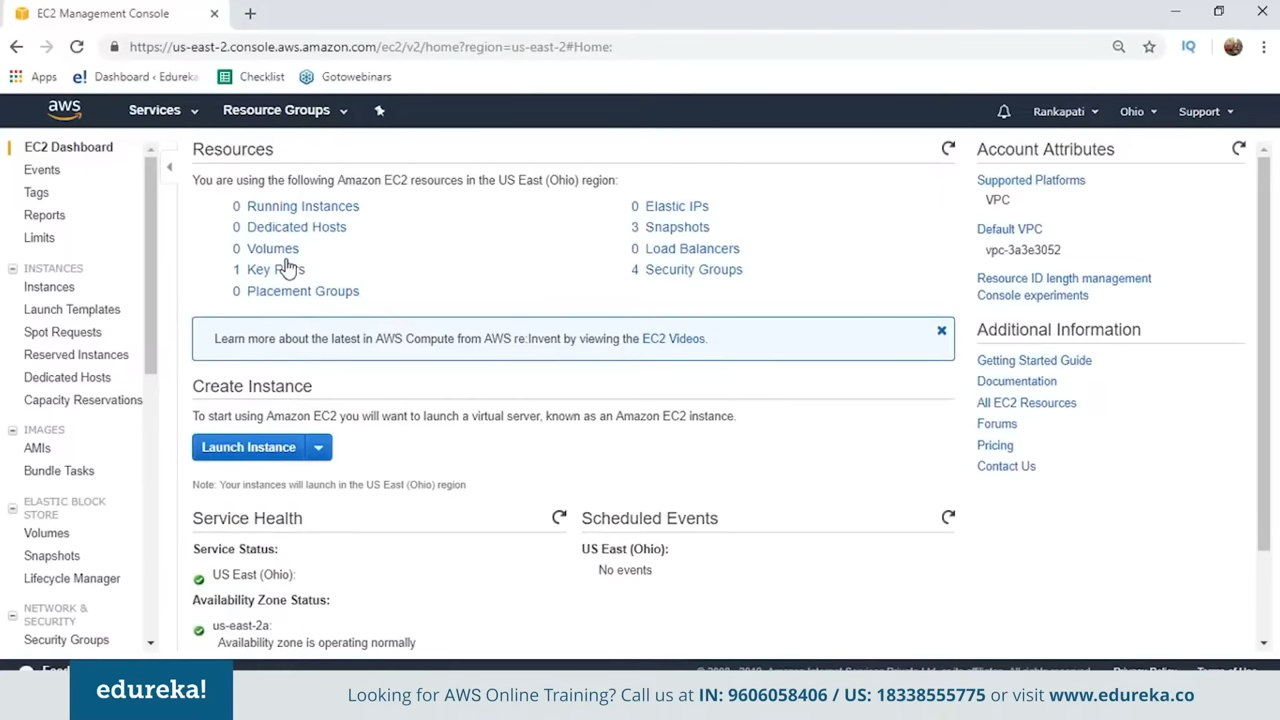 EC2 Management Console
https://us-east-2.console.aws.amazon.com/ec2/v2/home?region=us-east-2#Home:
IQ
Apps
e! Dashboard ‹ Edureka
Checklist
Gotowebinars
aws
Services
Resource Groups
Rankapati
Ohio
Support
EC2 Dashboard
Events
Tags
Reports
Limits
INSTANCES
Instances
Launch Templates
Spot Requests
Reserved Instances
Dedicated Hosts
Capacity Reservations
IMAGES
AMIs
Bundle Tasks
ELASTIC BLOCK
STORE
Volumes
Snapshots
Lifecycle Manager
NETWORK &
SECURITY
Security Groups
Resources
You are using the following Amazon EC2 resources in the US East (Ohio) region:
0 Running Instances
0 Dedicated Hosts
0 Volumes
1 Key
0 Placement Groups
0 Elastic IPs
3 Snapshots
0 Load Balancers
4 Security Groups
Learn more about the latest in AWS Compute from AWS re:Invent by viewing the EC2 Videos.
Create Instance
To start using Amazon EC2 you will want to launch a virtual server, known as an Amazon EC2 instance.
Launch Instance
Note: Your instances will launch in the US East (Ohio) region
Service Health
Service Status:
US East (Ohio):
Availability Zone Status:
us-east-2a:
Availability zone is operating normally
Scheduled Events
US East (Ohio):
No events
Account Attributes
Supported Platforms
VPC
Default VPC
vpc-3a3e3052
Resource ID length management
Console experiments
Additional Information
Getting Started Guide
Documentation
All EC2 Resources
Forums
Pricing
Contact Us
edureka!
Looking for AWS Online Training? Call us at IN: 9606058406 / US: 18338555775 or visit www.edureka.co